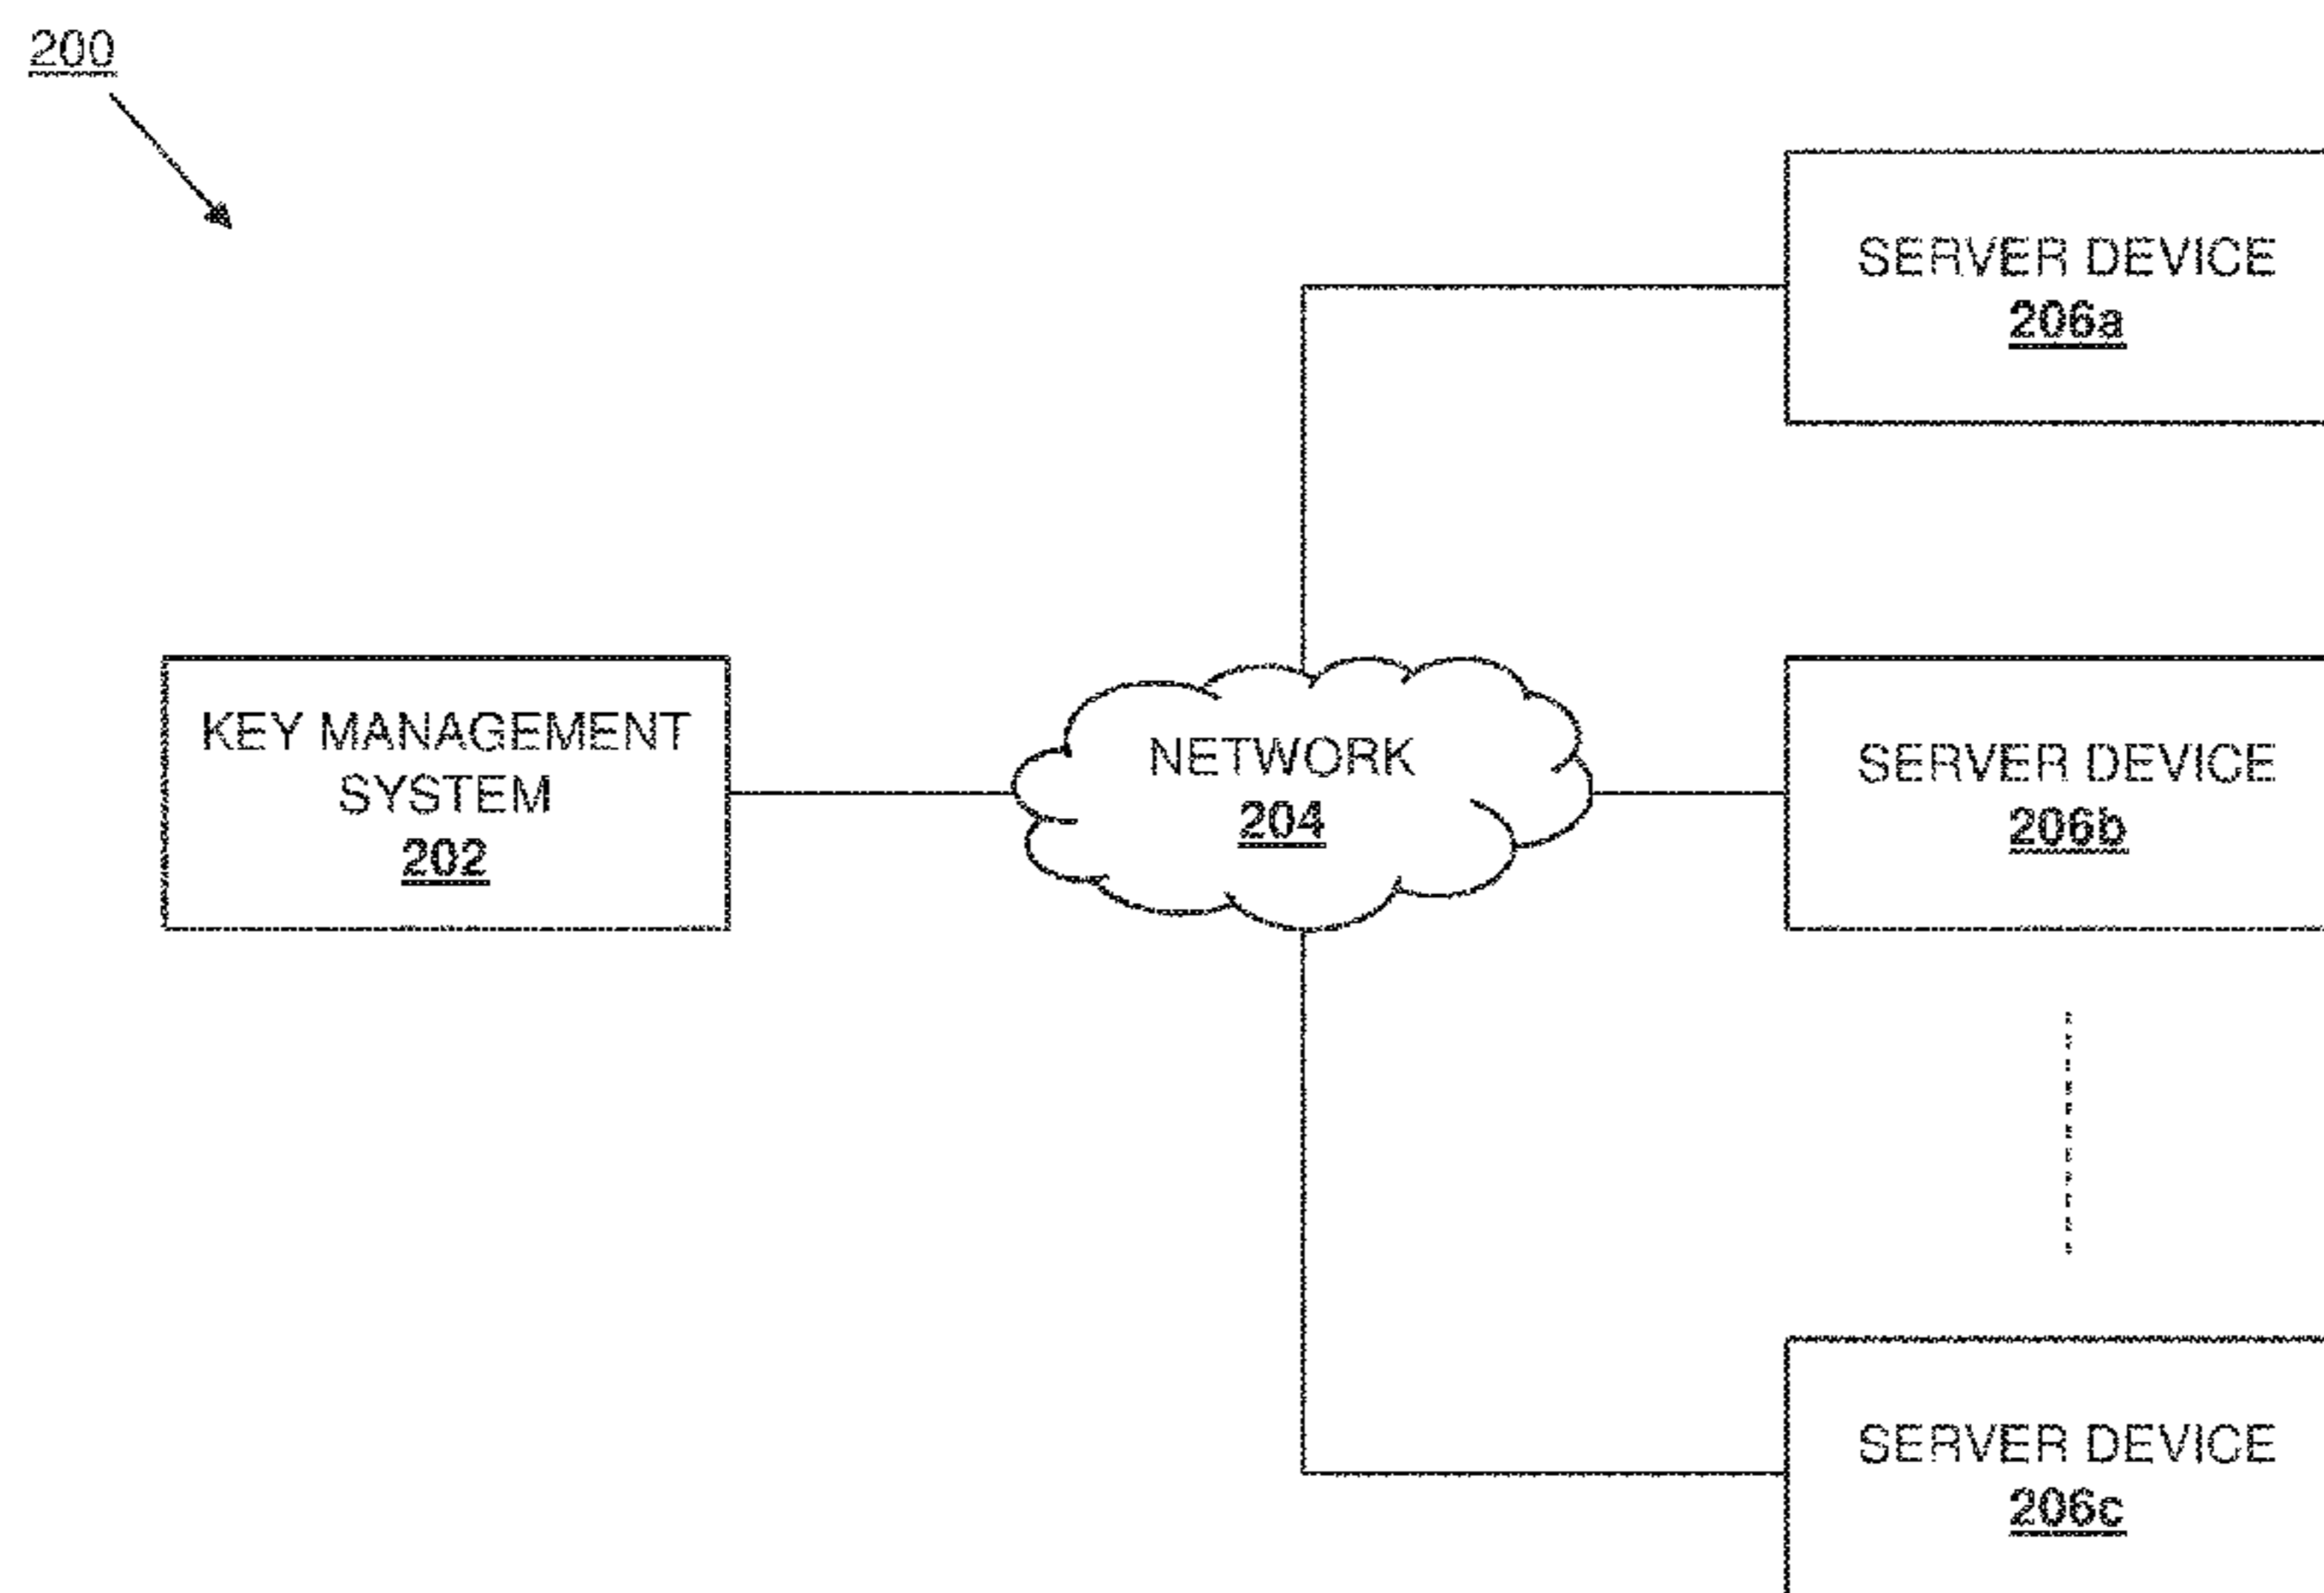 200
SERVER DEVICE
206a
KEY MANAGEMENT
SYSTEM
202
NETWORK
204
SERVER DEVICE
206b
SERVER DEVICE
206c